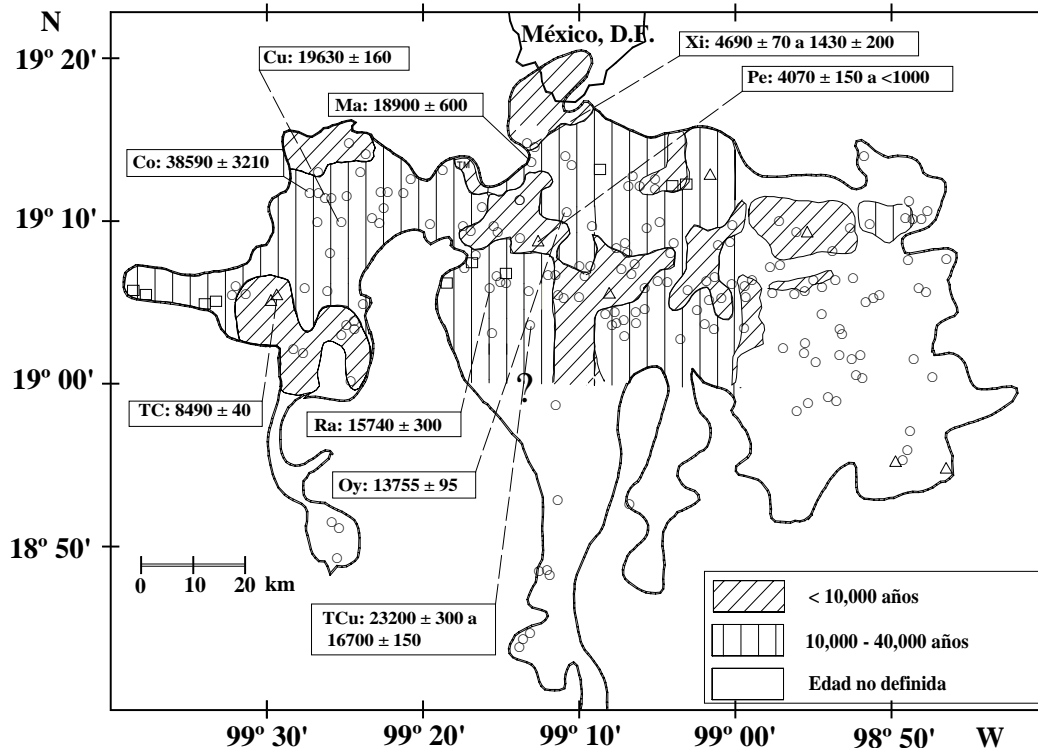 N
México, D.F.
19º 20'
Cu: 19630 ± 160
Xi: 4690 ± 70 a 1430 ± 200
Pe: 4070 ± 150 a <1000
Ma: 18900 ± 600
Co: 38590 ± 3210
TM
19º 10'
19º 00'
?
TC: 8490 ± 40
Ra: 15740 ± 300
Oy: 13755 ± 95
18º 50'
0 10 20 km
TCu: 23200 ± 300 a
16700 ± 150
< 10,000 años
10,000 - 40,000 años
Edad no definida
99º 30'
99º 20'
99º 10'
99º 00'
98º 50'
W